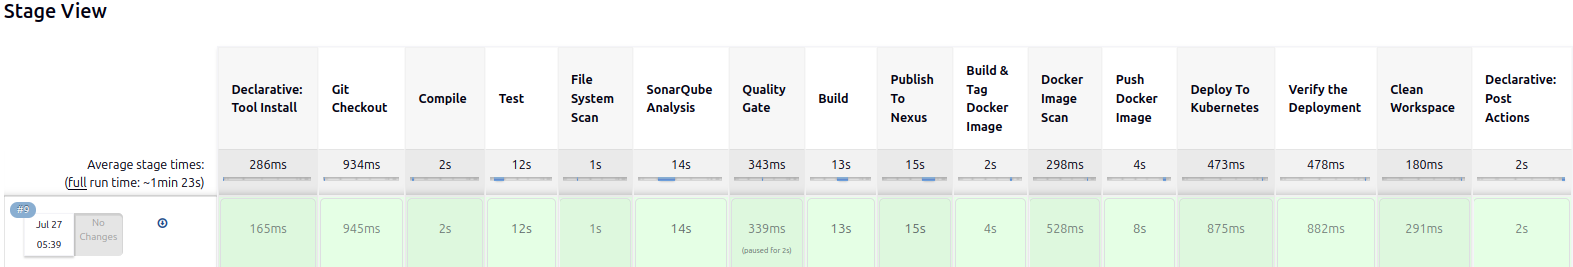 Stage View
Declarative: Tool Install
Git Checkout
Compile
Test
File System Scan
SonarQube Analysis
Quality Gate
Build
Publish To Nexus
Build & Tag Docker Image
Docker Image Scan
Push Docker Image
Deploy To Kubernetes
Verify the Deployment
Clean Workspace
Declarative: Post Actions
Average stage times:
(full run time: ~1min 23s)
286ms 934ms 2s 12s 1s 14s 343ms 13s 15s 2s 298ms 4s 473ms 478ms 180ms 2s
#9
Jul 27
05:39
No
Changes
165ms 945ms 2s 12s 1s 14s 339ms 13s 15s 4s 528ms 8s 875ms 882ms 291ms 2s
(paused for 2s)